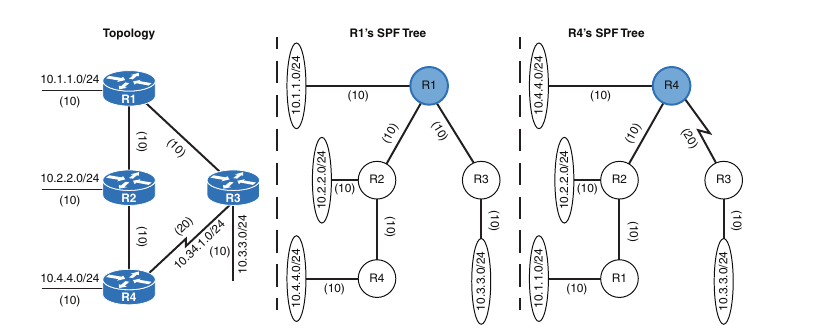 Topology
10.1.1.0/24
(10)
R1
(10)
(10)
10.2.2.0/24
(10)
R2
R3
(10)
(20)
10.34.1.0/24
(10)
10.3.3.0/24
10.4.4.0/24
(10)
R4
R1's SPF Tree
10.1.1.0/24
(10)
R1
(10)
(10)
10.2.2.0/24
(10)
R2
R3
(10)
(10)
10.4.4.0/24
(10)
R4
10.3.3.0/24
R4's SPF Tree
10.4.4.0/24
(10)
R4
(10)
(20)
10.2.2.0/24
(10)
R2
R3
(10)
(10)
10.1.1.0/24
(10)
R1
10.3.3.0/24